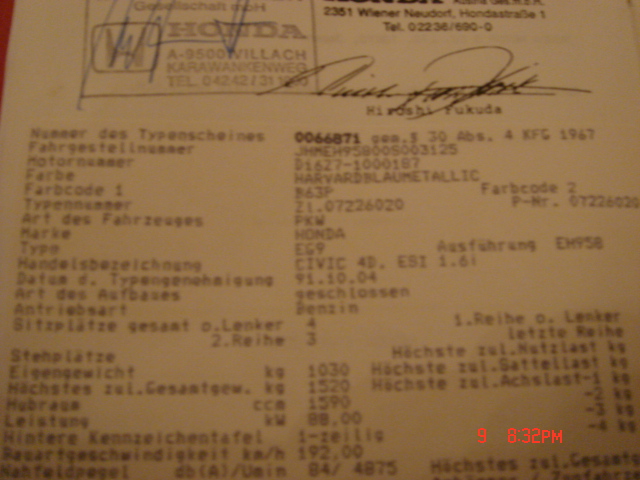 Gesellschaft mbH
HONDA
A-9500 VILLACH
KARAWANKENWEG
TEL. 04242/31
2351 Wiener Neudorf, Hondastraße 1
Tel. 02236/690-0
Hiroshi Fukuda
Nummer des Typenscheines 0066871 gem.§ 30 Abs. 4 KFG 1967
Fahrgestellnummer JHMEH95800S003125
Motornummer D16Z7-1000187
Farbe HARVARDBLAUMETALLIC
Farbcode 1 B63P Farbcode 2
Typennummer Z1.07226020 P-Nr. 07226020
Art des Fahrzeuges PKW
Marke HONDA
Type EG9 Ausführung EH958
Handelsbezeichnung CIVIC 4D. ESI 1.6i
Datum d. Typengenehmigung 91.10.04
Art des Aufbaues geschlossen
Antriebsart Benzin
Sitzplätze gesamt o.Lenker 4 1.Reihe o. Lenker
2.Reihe 3 letzte Reihe
Stehplätze Höchste zul.Nutzlast kg
Eigengewicht kg 1030 Höchste zul.Sattellast kg
Höchstes zul.Gesamtgew. kg 1520 Höchste zul.Achslast-1 kg
Hubraum ccm 1590 -2 kg
Leistung kW 88,00 -3 kg
Hintere Kennzeichentafel 1-zeilig -4 kg
Bauartgeschwindigkeit km/h 192,00
Nahfeldpegel db(A)/Umin 84/ 4875 Höchstes zul.Gesamtg
9 8:32PM